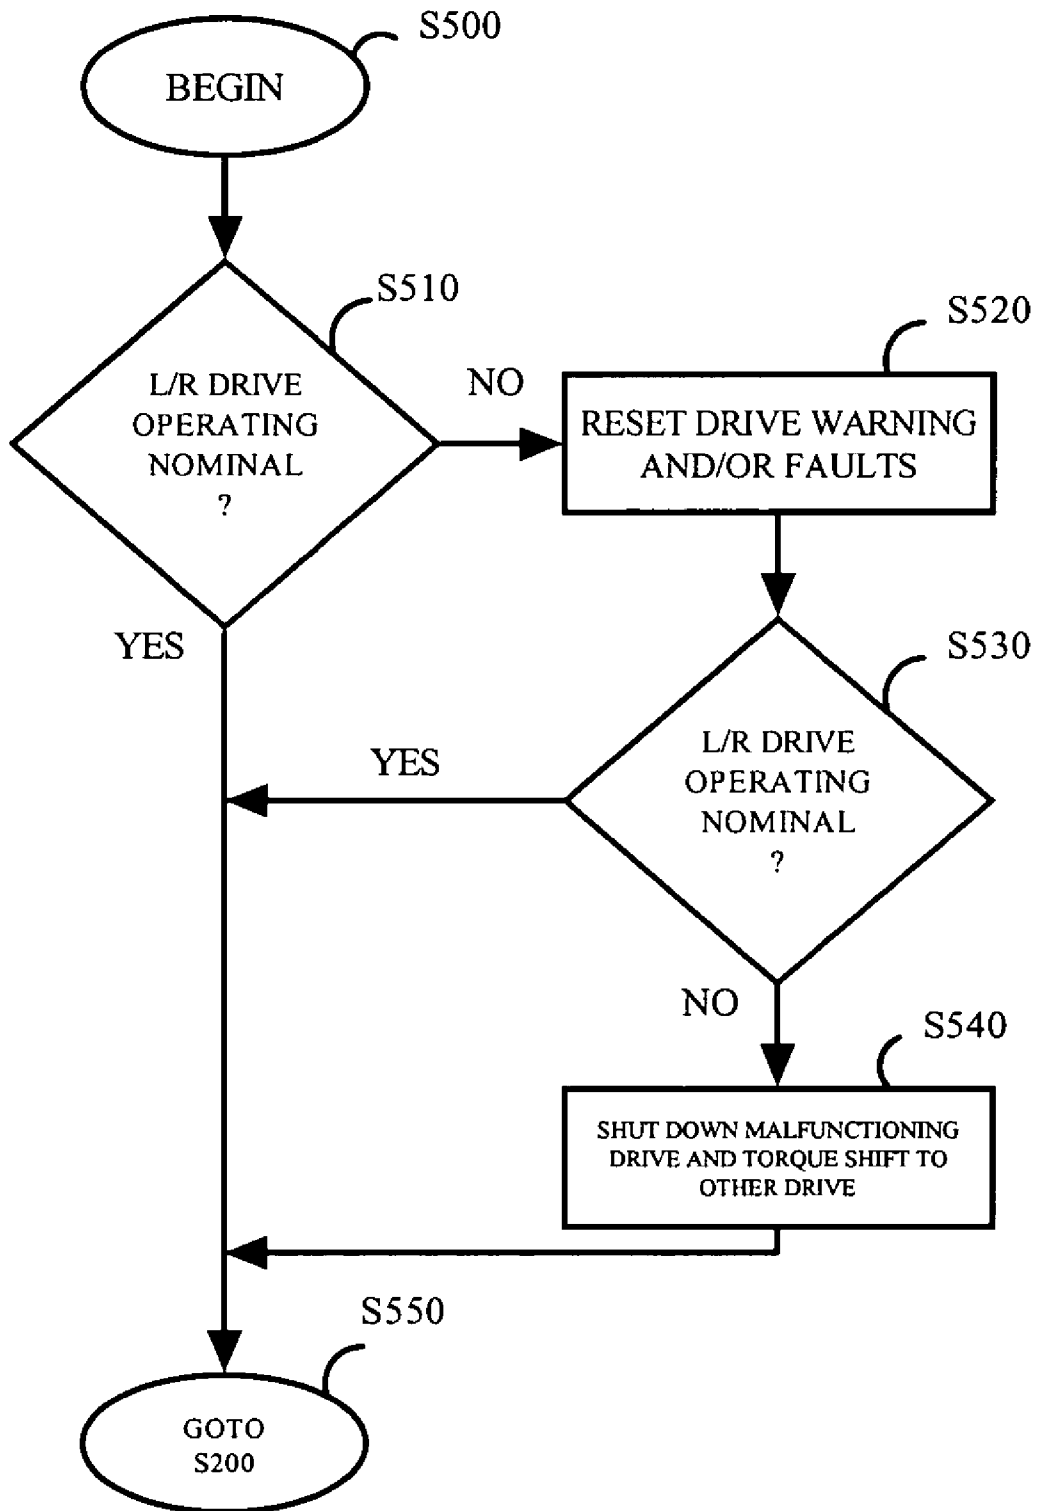 S500
BEGIN
S510
L/R DRIVE
OPERATING
NOMINAL
?
NO
S520
RESET DRIVE WARNING
AND/OR FAULTS
YES
S530
L/R DRIVE
OPERATING
NOMINAL
?
YES
NO
S540
SHUT DOWN MALFUNCTIONING
DRIVE AND TORQUE SHIFT TO
OTHER DRIVE
S550
GOTO
S200